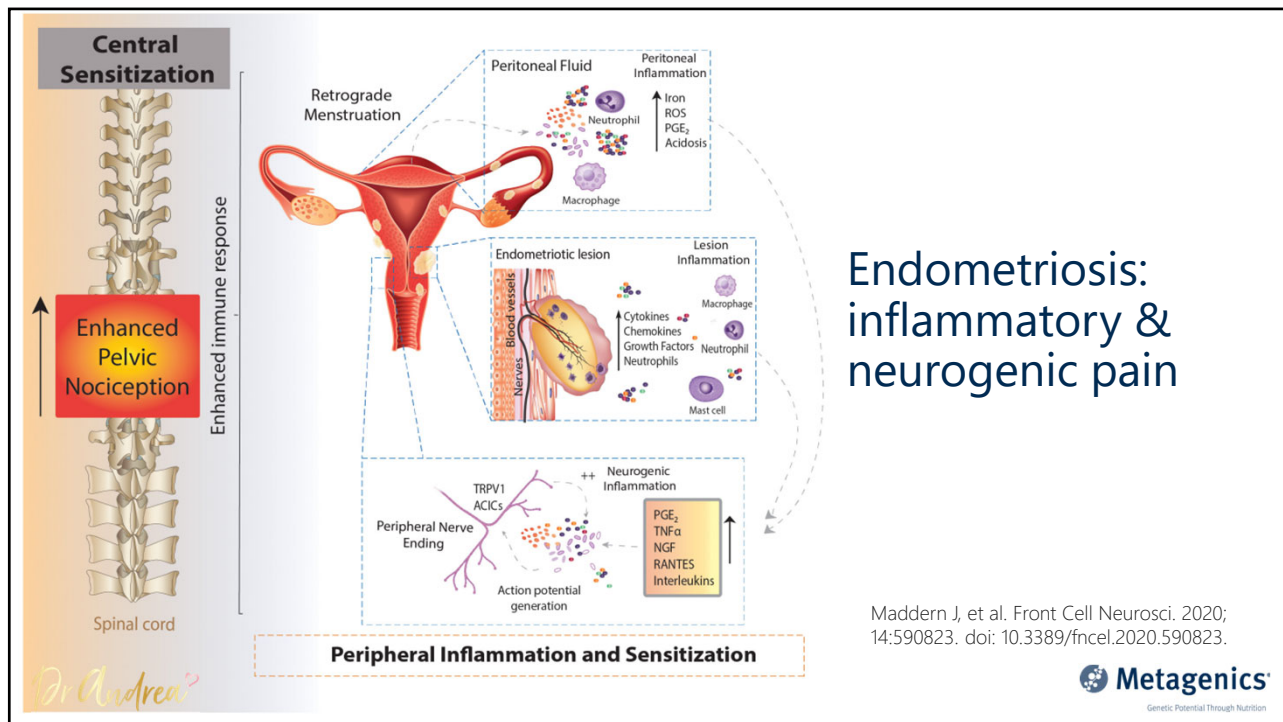 Central
Sensitization
Enhanced
Pelvic
Nociception
Spinal cord
Enhanced immune response
Retrograde
Menstruation
Peritoneal Fluid
Peritoneal
Inflammation
Iron
ROS
PGE₂
Acidosis
Neutrophil
Macrophage
Endometriotic lesion
Lesion
Inflammation
Blood vessels
Nerves
Cytokines
Chemokines
Growth Factors
Neutrophils
Macrophage
Neutrophil
Mast cell
TRPV1
ACICs
++ Neurogenic
Inflammation
Peripheral Nerve
Ending
Action potential
generation
PGE₂
TNFα
NGF
RANTES
Interleukins
Peripheral Inflammation and Sensitization
Endometriosis:
inflammatory &
neurogenic pain
Maddern J, et al. Front Cell Neurosci. 2020;
14:590823. doi: 10.3389/fncel.2020.590823.
Dr Andrea
Metagenics
Genetic Potential Through Nutrition